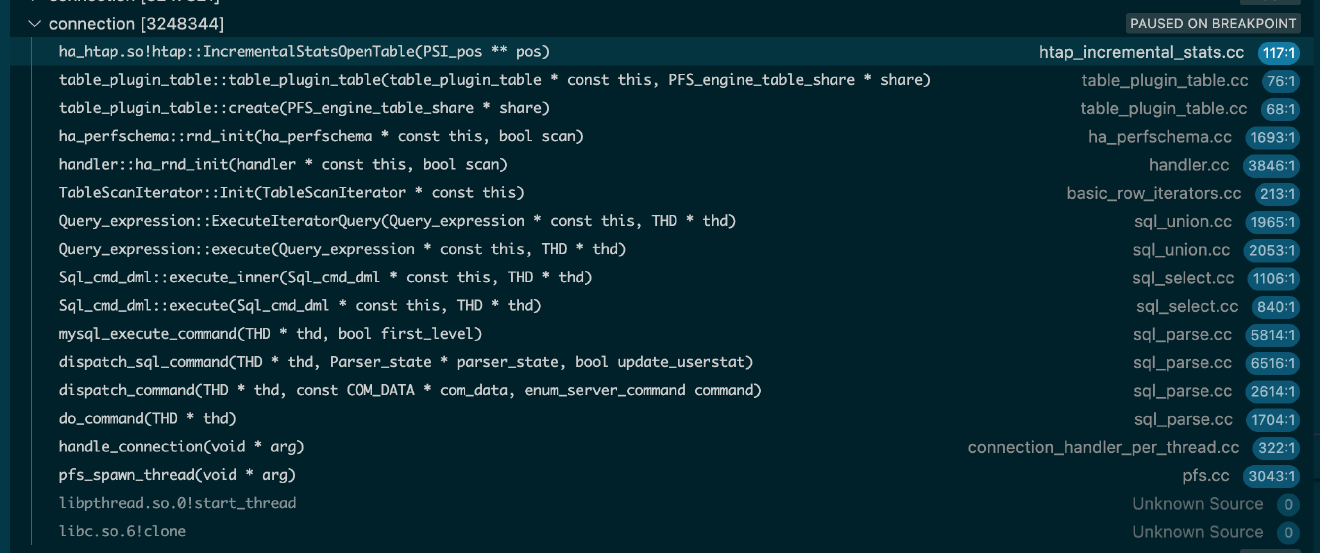 connection [3248344] PAUSED ON BREAKPOINT
ha_htap.so!htap::IncrementalStatsOpenTable(PSI_pos ** pos) htap_incremental_stats.cc 117:1
table_plugin_table::table_plugin_table(table_plugin_table * const this, PFS_engine_table_share * share) table_plugin_table.cc 76:1
table_plugin_table::create(PFS_engine_table_share * share) table_plugin_table.cc 68:1
ha_perfschema::rnd_init(ha_perfschema * const this, bool scan) ha_perfschema.cc 1693:1
handler::ha_rnd_init(handler * const this, bool scan) handler.cc 3846:1
TableScanIterator::Init(TableScanIterator * const this) basic_row_iterators.cc 213:1
Query_expression::ExecuteIteratorQuery(Query_expression * const this, THD * thd) sql_union.cc 1965:1
Query_expression::execute(Query_expression * const this, THD * thd) sql_union.cc 2053:1
Sql_cmd_dml::execute_inner(Sql_cmd_dml * const this, THD * thd) sql_select.cc 1106:1
Sql_cmd_dml::execute(Sql_cmd_dml * const this, THD * thd) sql_select.cc 840:1
mysql_execute_command(THD * thd, bool first_level) sql_parse.cc 5814:1
dispatch_sql_command(THD * thd, Parser_state * parser_state, bool update_userstat) sql_parse.cc 6516:1
dispatch_command(THD * thd, const COM_DATA * com_data, enum_server_command command) sql_parse.cc 2614:1
do_command(THD * thd) sql_parse.cc 1704:1
handle_connection(void * arg) connection_handler_per_thread.cc 322:1
pfs_spawn_thread(void * arg) pfs.cc 3043:1
libpthread.so.0!start_thread Unknown Source 0
libc.so.6!clone Unknown Source 0